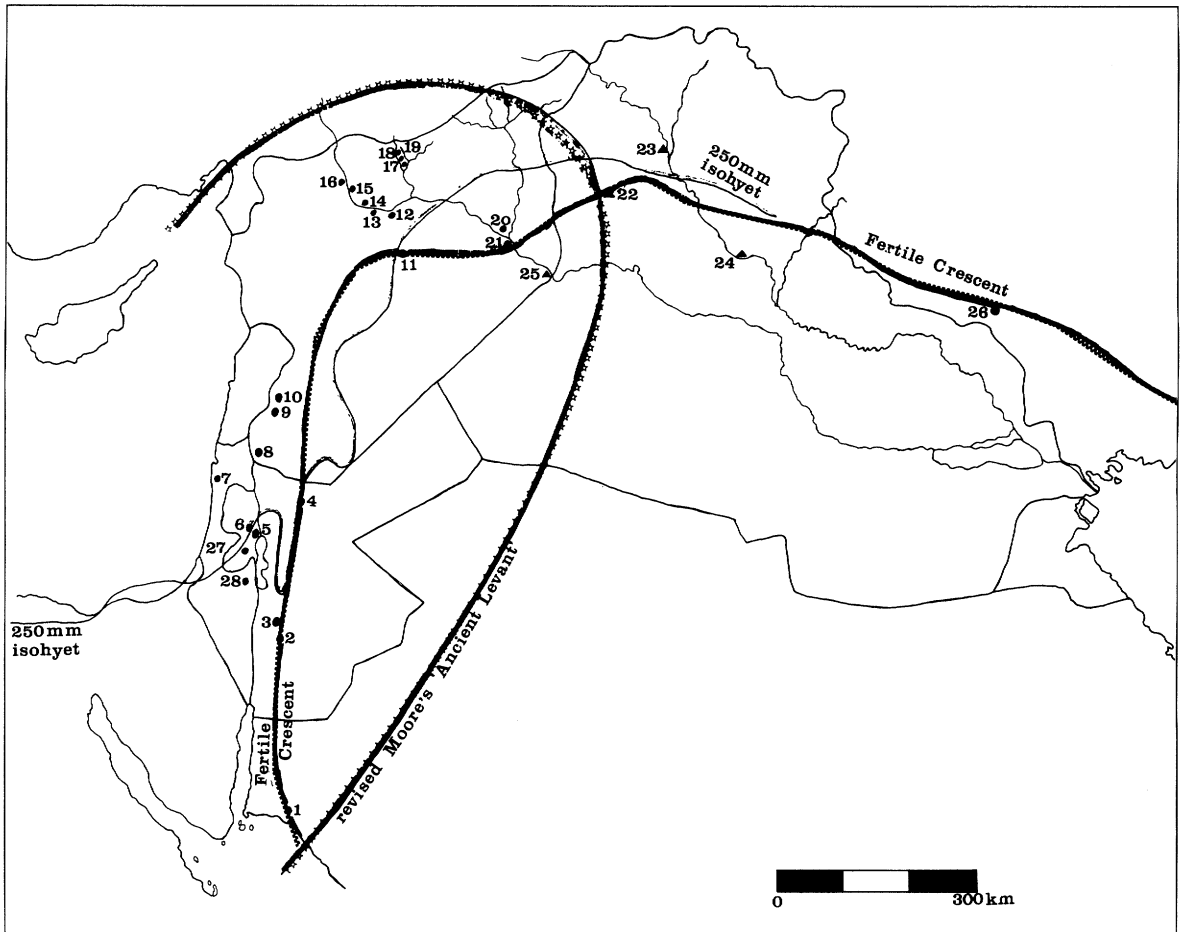 18 19
17
16 15
14
13 12
20
21
11
23
250mm
isohyet
22
24
25
Fertile Crescent
26
10
9
8
7
4
6 5
27
28
3
2
250mm
isohyet
Fertile
Crescent
1
revised Moore's 'Ancient Levant'
0 300km